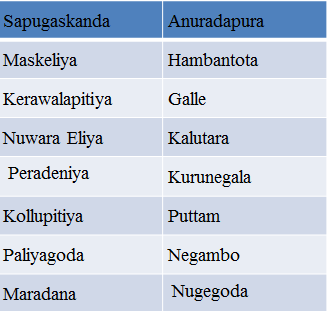 Sapugaskanda Anuradapura
Maskeliya Hambantota
Kerawalapitiya Galle
Nuwara Eliya Kalutara
Peradeniya Kurunegala
Kollupitiya Puttam
Paliyagoda Negambo
Maradana Nugegoda